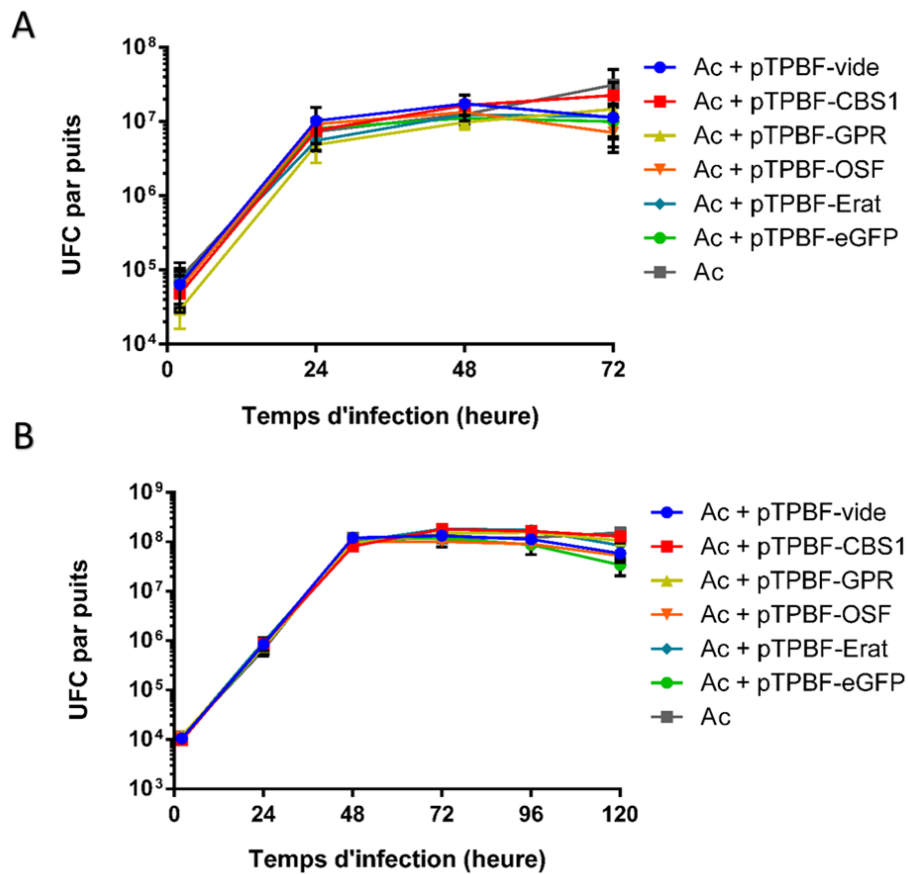 A
10⁸
10⁷
10⁶
10⁵
10⁴
UFC par puits
0
24
48
72
Temps d'infection (heure)
Ac + pTPBF-vide
Ac + pTPBF-CBS1
Ac + pTPBF-GPR
Ac + pTPBF-OSF
Ac + pTPBF-Erat
Ac + pTPBF-eGFP
Ac
B
10⁹
10⁸
10⁷
10⁶
10⁵
10⁴
10³
UFC par puits
0
24
48
72
96
120
Temps d'infection (heure)
Ac + pTPBF-vide
Ac + pTPBF-CBS1
Ac + pTPBF-GPR
Ac + pTPBF-OSF
Ac + pTPBF-Erat
Ac + pTPBF-eGFP
Ac